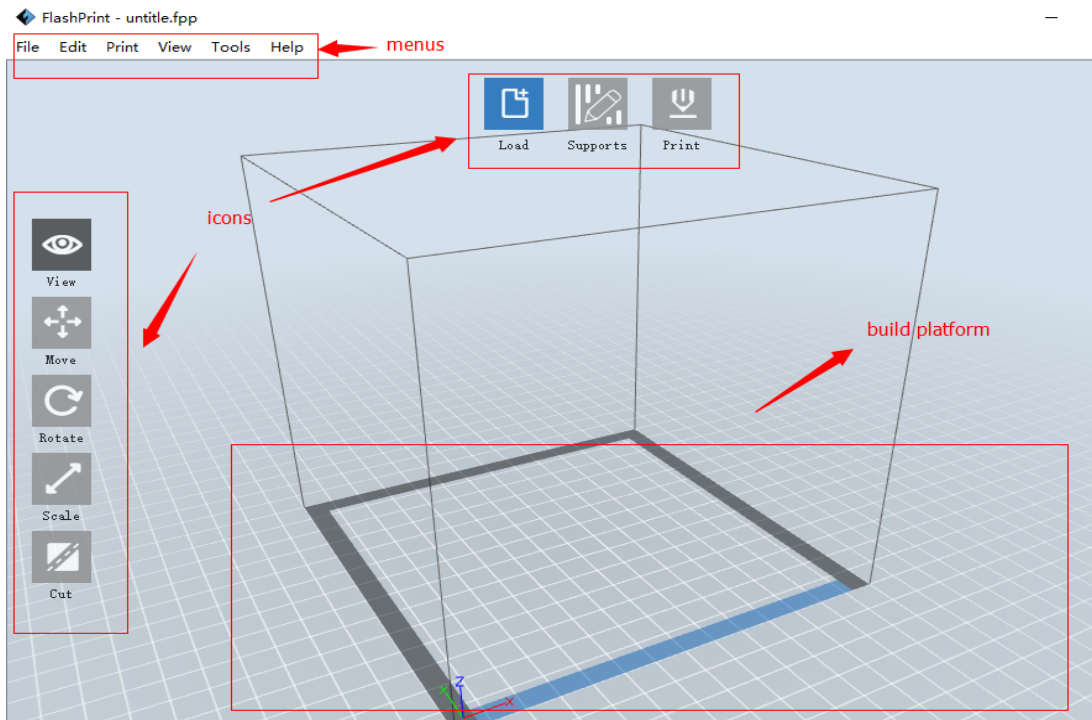 FlashPrint - untitle.fpp
File Edit Print View Tools Help
menus
Load Supports Print
icons
View
Move
Rotate
Scale
Cut
build platform
Z
X